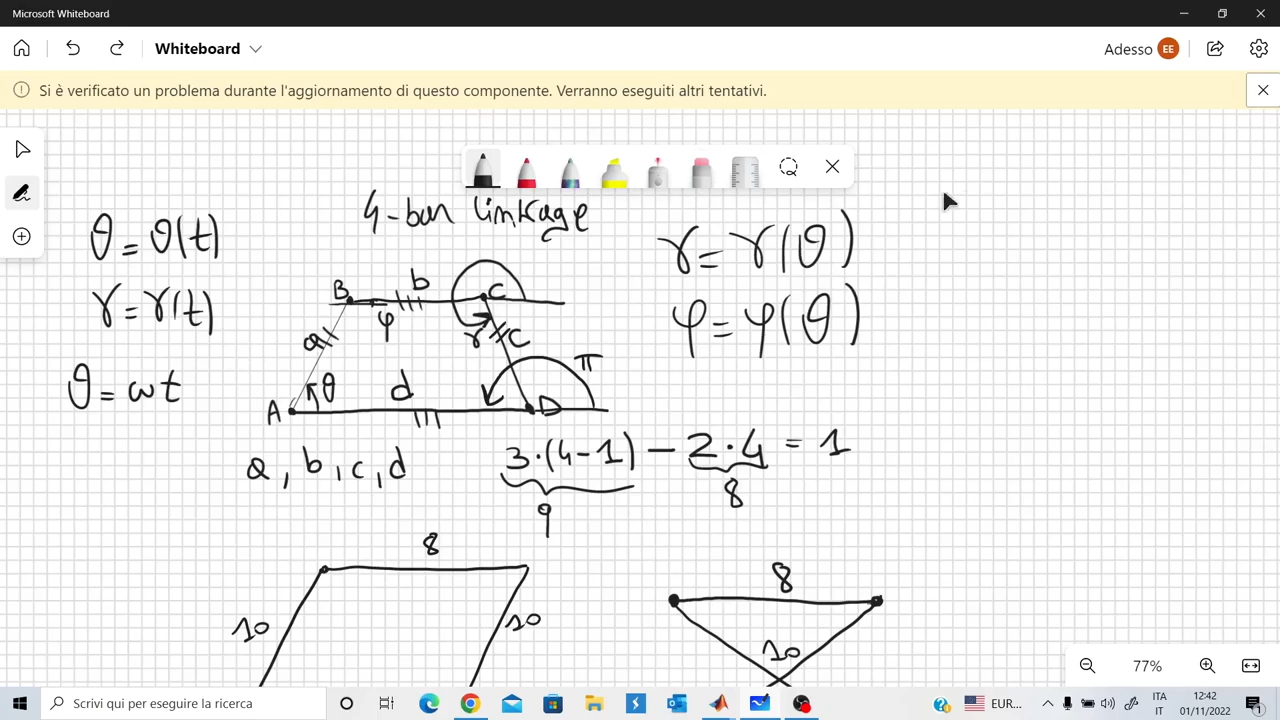 Microsoft Whiteboard
Whiteboard
Adesso EE
Si è verificato un problema durante l'aggiornamento di questo componente. Verranno eseguiti altri tentativi.
4-bar linkage
θ = θ(t)
γ = γ(t)
θ = ωt
γ = γ(θ)
φ = φ(θ)
B b C
φ γ c
a π
A θ d D
a, b, c, d
3·(4-1) - 2·4 = 1
9 8
8
10 10
8
10
77%
Scrivi qui per eseguire la ricerca
EUR...
ITA
IT
12:42
01/11/2022
1